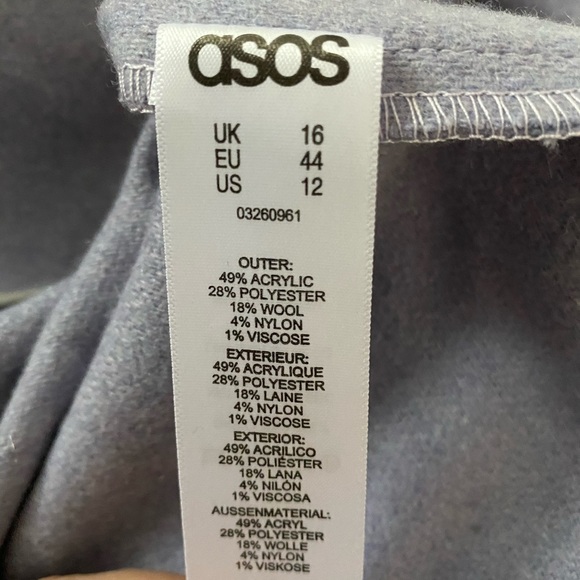 asos
UK 16
EU 44
US 12
03260961
OUTER:
49% ACRYLIC
28% POLYESTER
18% WOOL
4% NYLON
1% VISCOSE
EXTERIEUR:
49% ACRYLIQUE
28% POLYESTER
18% LAINE
4% NYLON
1% VISCOSE
EXTERIOR:
49% ACRÍLICO
28% POLIÉSTER
18% LANA
4% NILÓN
1% VISCOSA
AUSSENMATERIAL:
49% ACRYL
28% POLYESTER
18% WOLLE
4% NYLON
1% VISKOSE